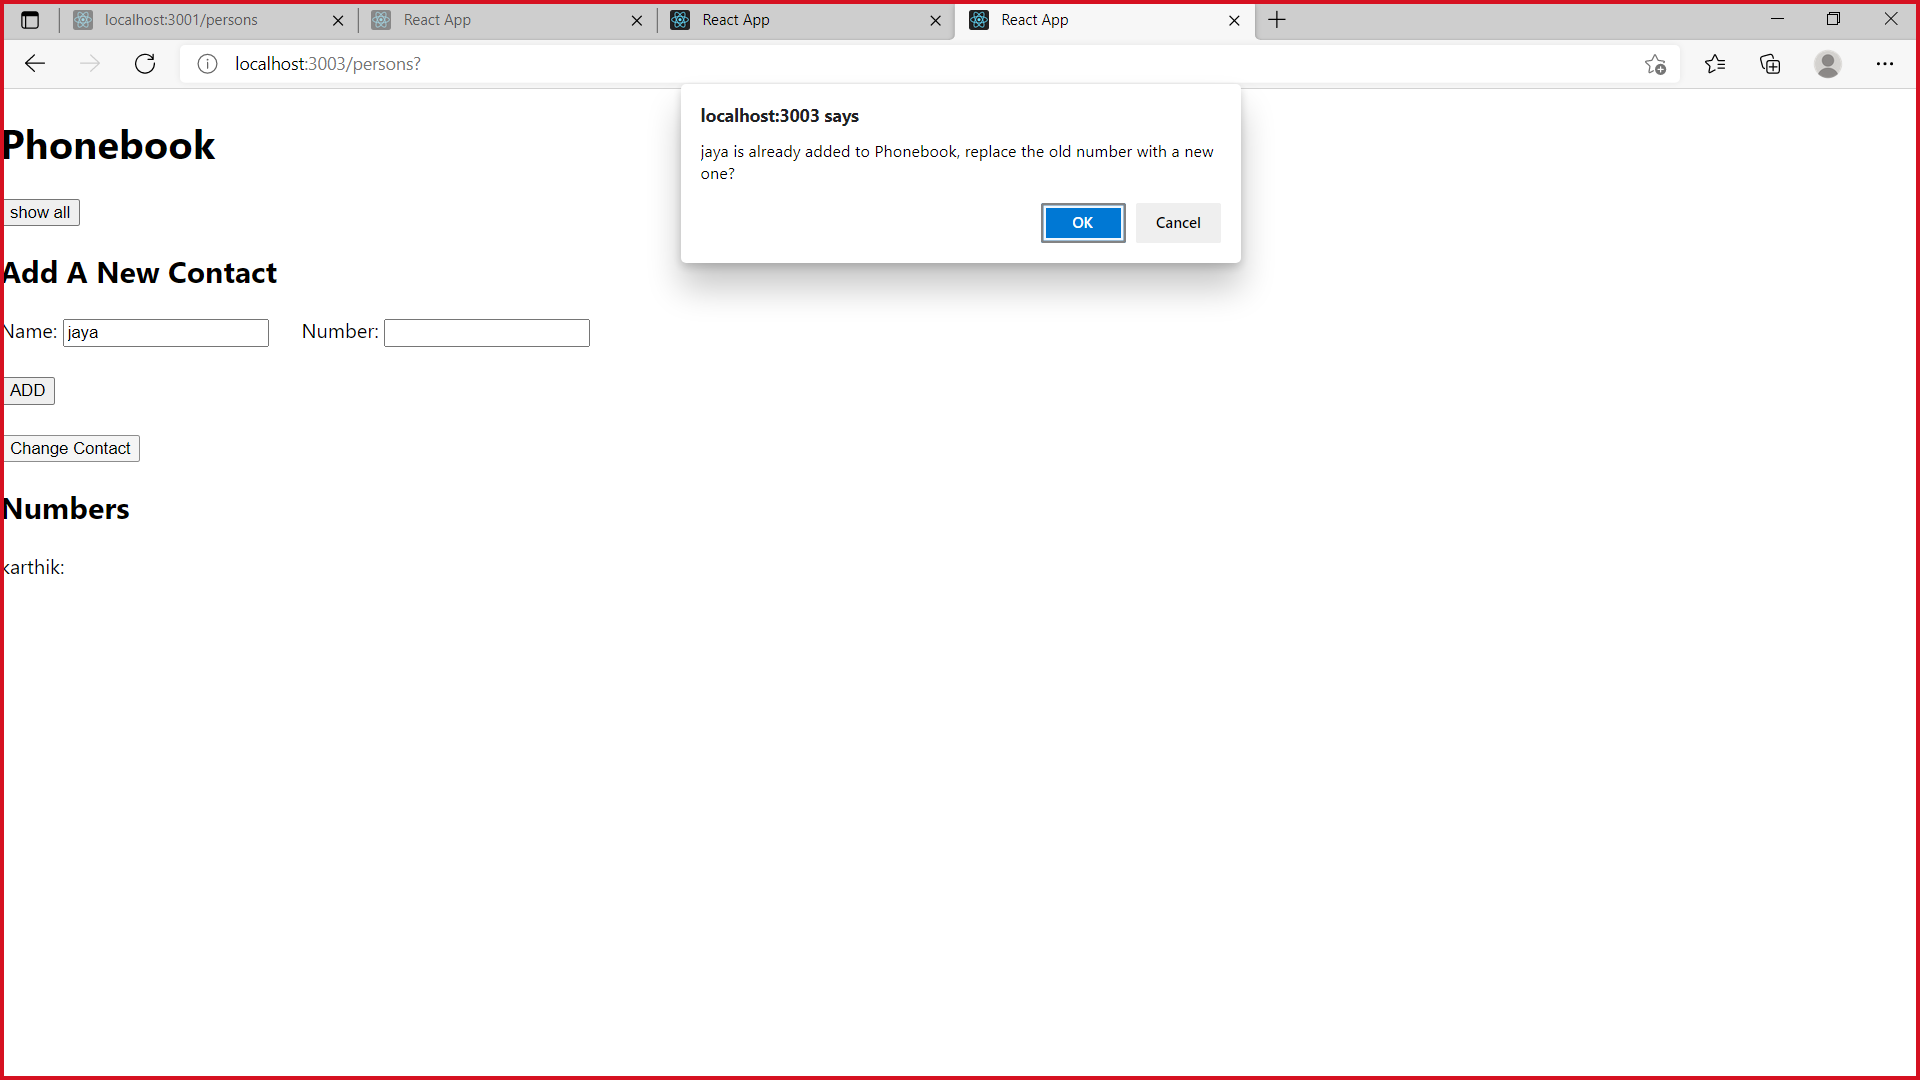 localhost:3001/persons
React App
React App
React App
localhost:3003/persons?
localhost:3003 says
jaya is already added to Phonebook, replace the old number with a new
one?
OK
Cancel
Phonebook
show all
Add A New Contact
Name: jaya
Number:
ADD
Change Contact
Numbers
karthik: